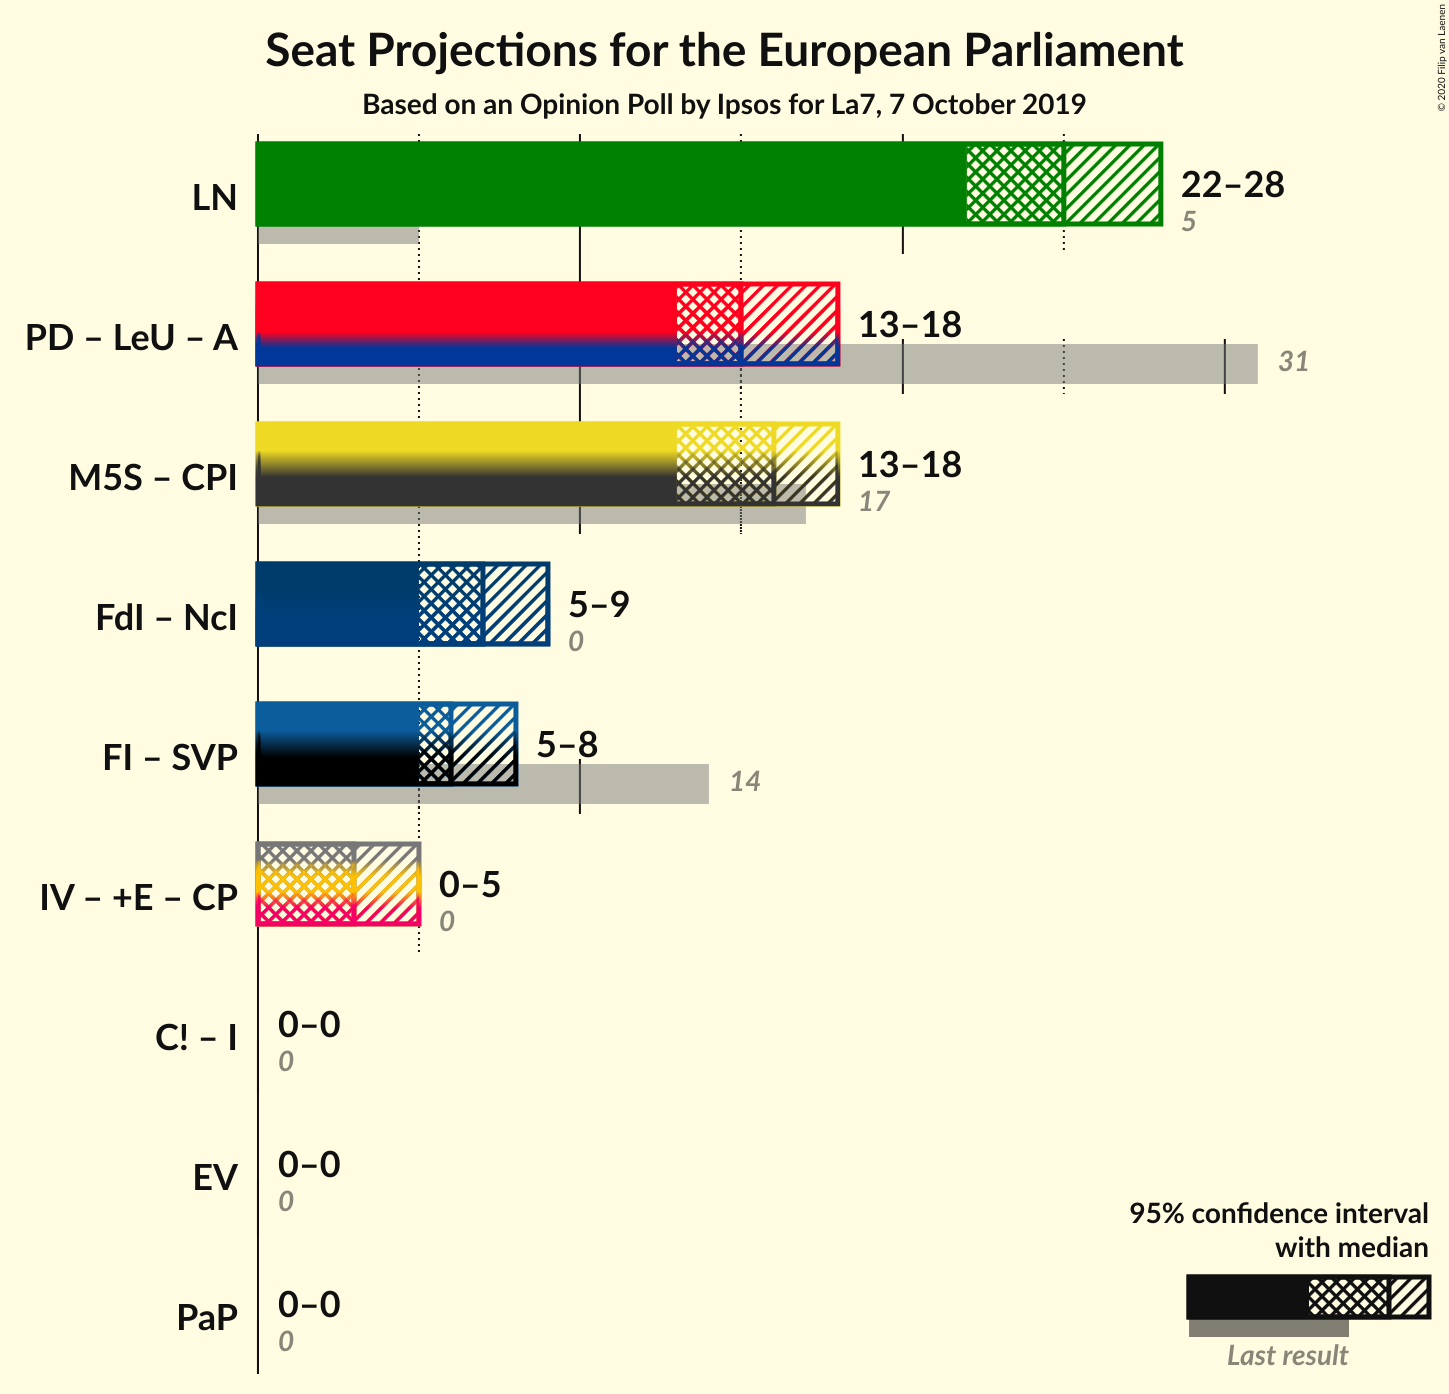 Seat Projections for the European Parliament
Based on an Opinion Poll by Ipsos for La7, 7 October 2019
© 2020 Filip van Laenen
LN
22–28
5
PD – LeU – A
13–18
31
M5S – CPI
13–18
17
FdI – NcI
5–9
0
FI – SVP
5–8
14
IV – +E – CP
0–5
0
C! – I
0–0
0
EV
0–0
0
PaP
0–0
0
95% confidence interval
with median
Last result